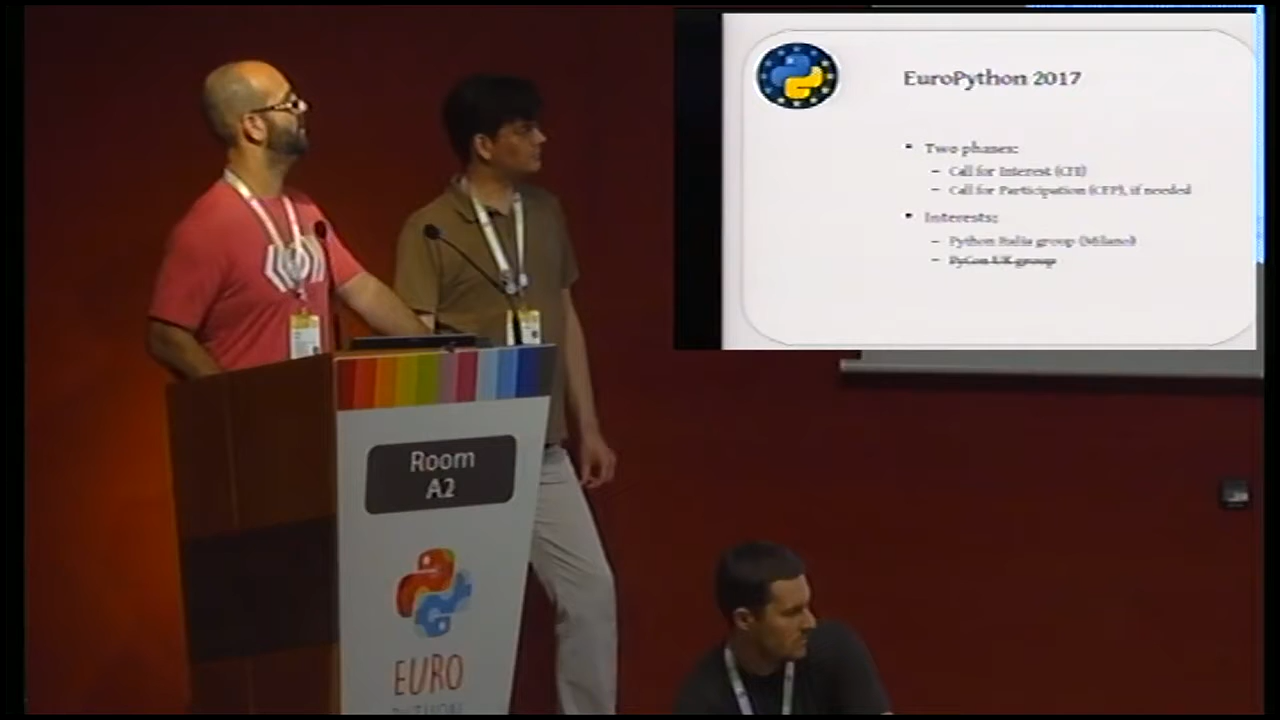 EuroPython 2017
Two phases:
Call for Interest (CFI)
Call for Participation (CFP), if needed
Interests:
Python Italia group (Milano)
PyCon UK group
Room
A2
EURO
PYTHON